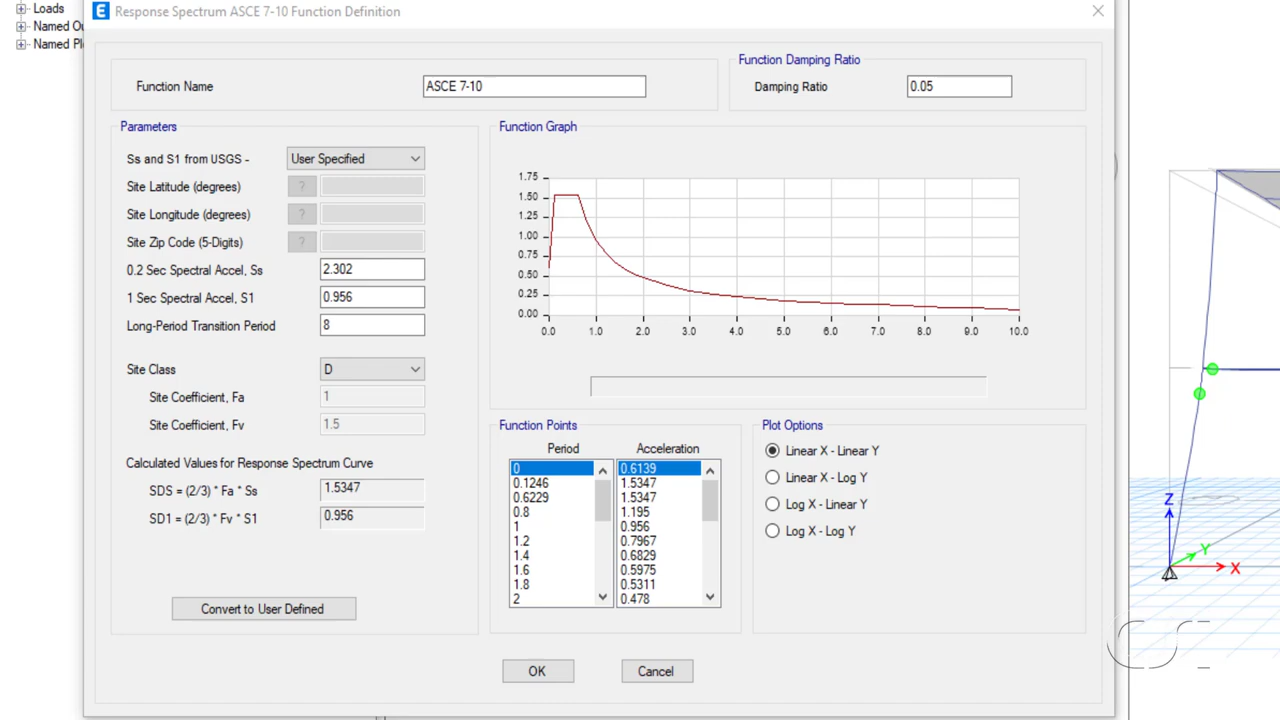 Loads
Named Ou
Named Pl
E Response Spectrum ASCE 7-10 Function Definition
Function Name ASCE 7-10
Function Damping Ratio
Damping Ratio 0.05
Parameters
Ss and S1 from USGS - User Specified
Site Latitude (degrees) ?
Site Longitude (degrees) ?
Site Zip Code (5-Digits) ?
0.2 Sec Spectral Accel, Ss 2.302
1 Sec Spectral Accel, S1 0.956
Long-Period Transition Period 8
Site Class D
Site Coefficient, Fa 1
Site Coefficient, Fv 1.5
Calculated Values for Response Spectrum Curve
SDS = (2/3) * Fa * Ss 1.5347
SD1 = (2/3) * Fv * S1 0.956
Convert to User Defined
Function Graph
1.75
1.50
1.25
1.00
0.75
0.50
0.25
0.00
0.0 1.0 2.0 3.0 4.0 5.0 6.0 7.0 8.0 9.0 10.0
Function Points
Period Acceleration
0 0.6139
0.1246 1.5347
0.6229 1.5347
0.8 1.195
1 0.956
1.2 0.7967
1.4 0.6829
1.6 0.5975
1.8 0.5311
2 0.478
Plot Options
Linear X - Linear Y
Linear X - Log Y
Log X - Linear Y
Log X - Log Y
OK Cancel
Z
Y
X